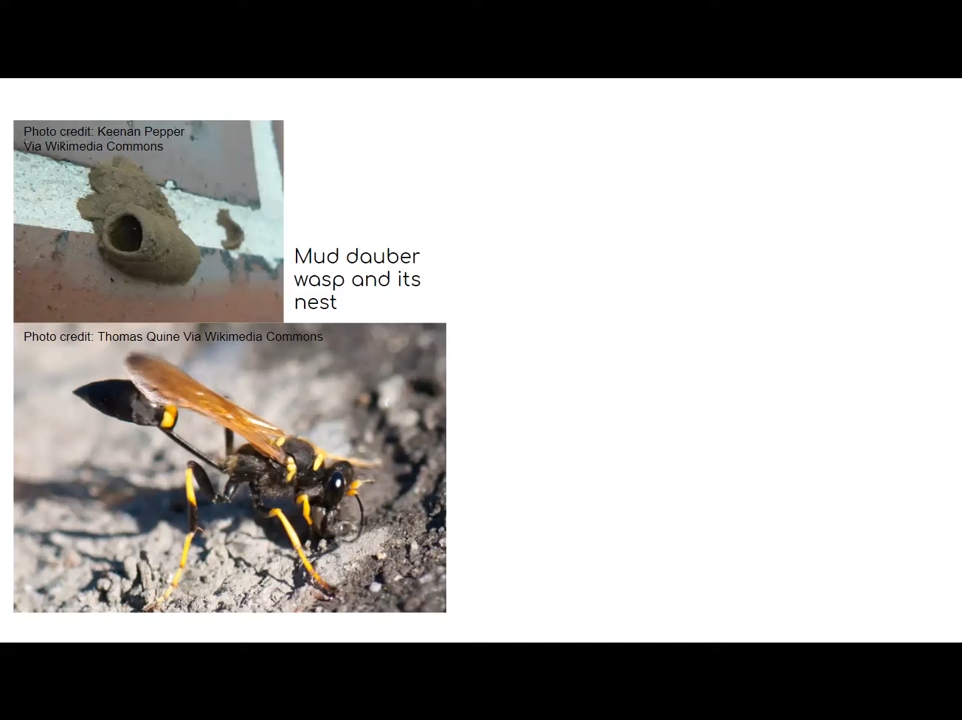 Photo credit: Keenan Pepper
Via Wikimedia Commons
Mud dauber
wasp and its
nest
Photo credit: Thomas Quine Via Wikimedia Commons